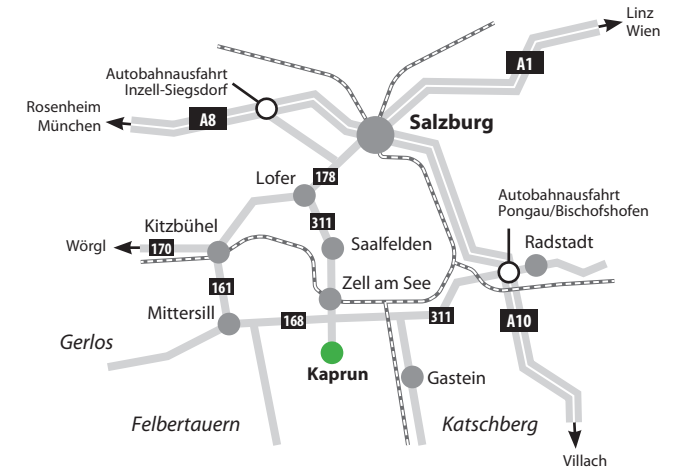 Linz
Wien
A1
Autobahnausfahrt
Inzell-Siegsdorf
Rosenheim
München
A8
Salzburg
178
Lofer
311
Autobahnausfahrt
Pongau/Bischofshofen
Kitzbühel
Saalfelden
Radstadt
Wörgl
170
161
Zell am See
Mittersill
168
311
A10
Gerlos
Kaprun
Gastein
Felbertauern
Katschberg
Villach